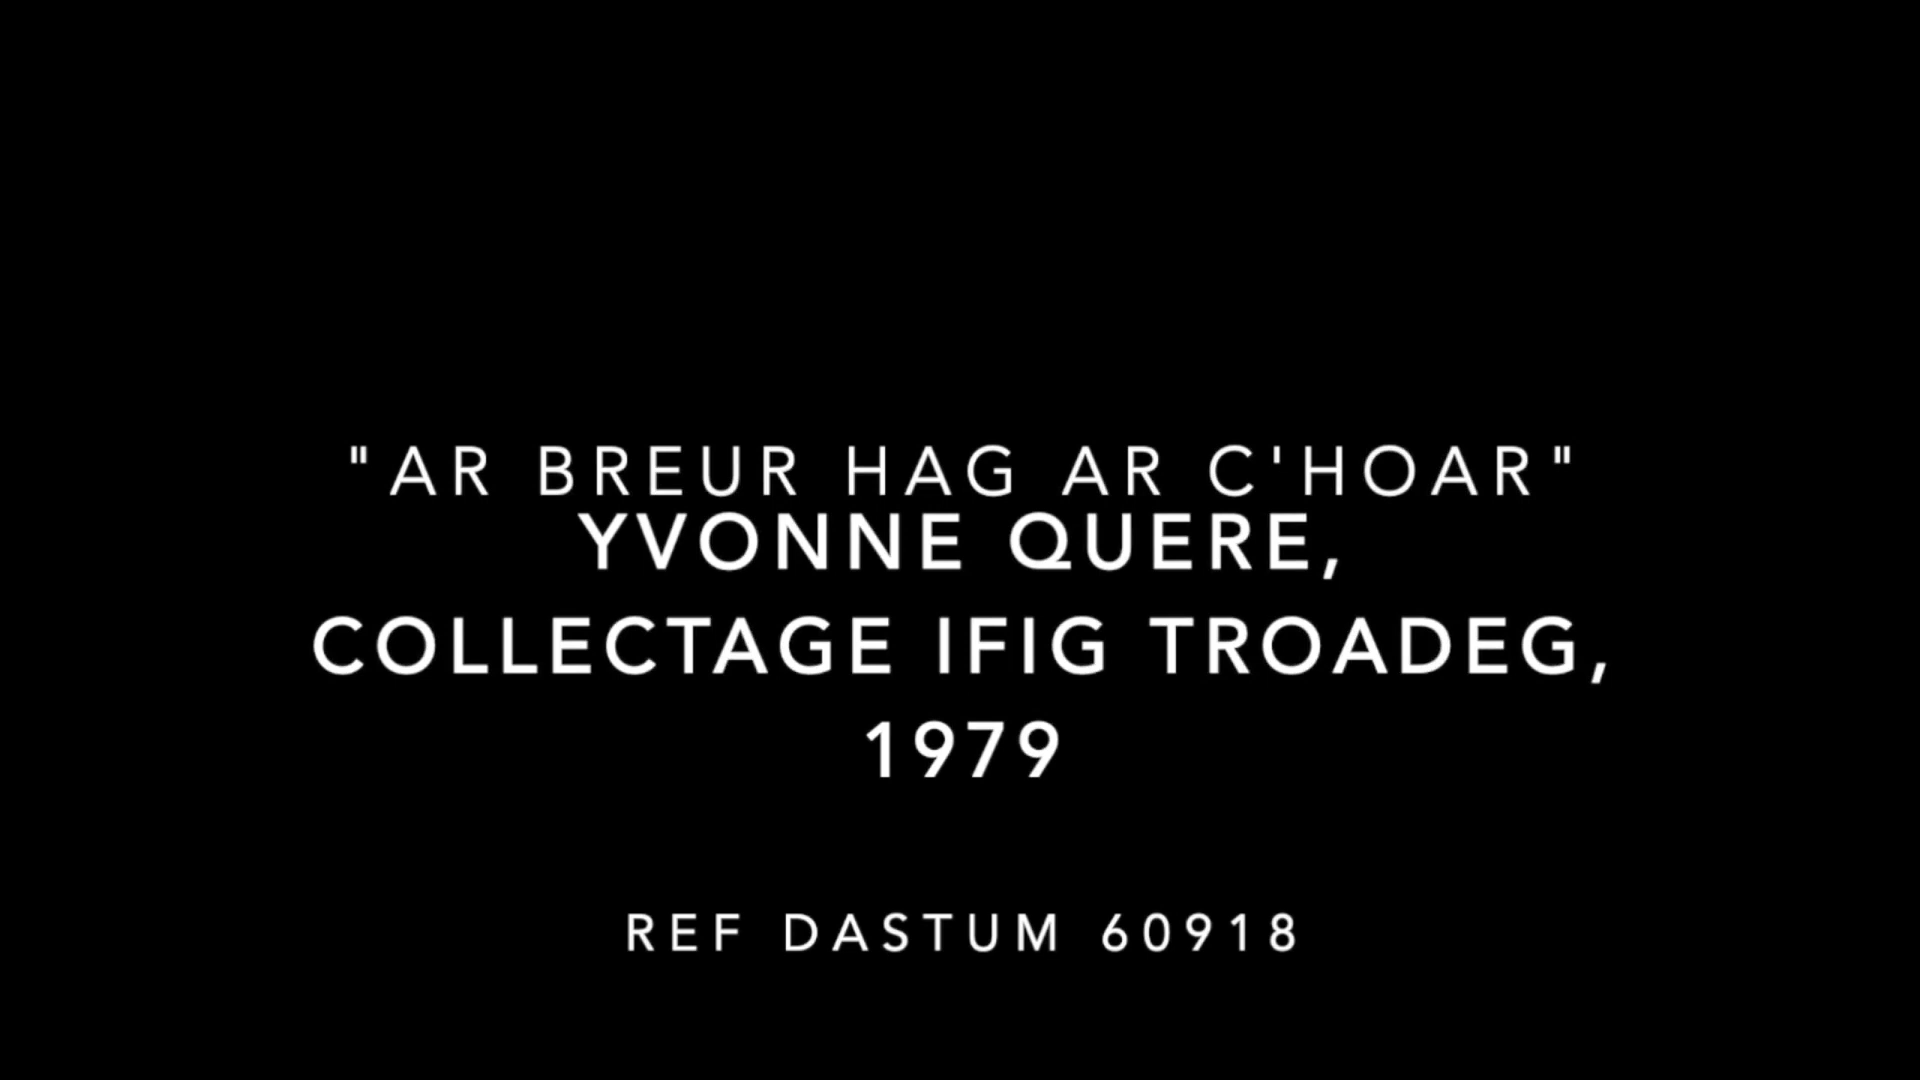 "AR BREUR HAG AR C'HOAR"
YVONNE QUERE,
COLLECTAGE IFIG TROADEG,
1979
REF DASTUM 60918